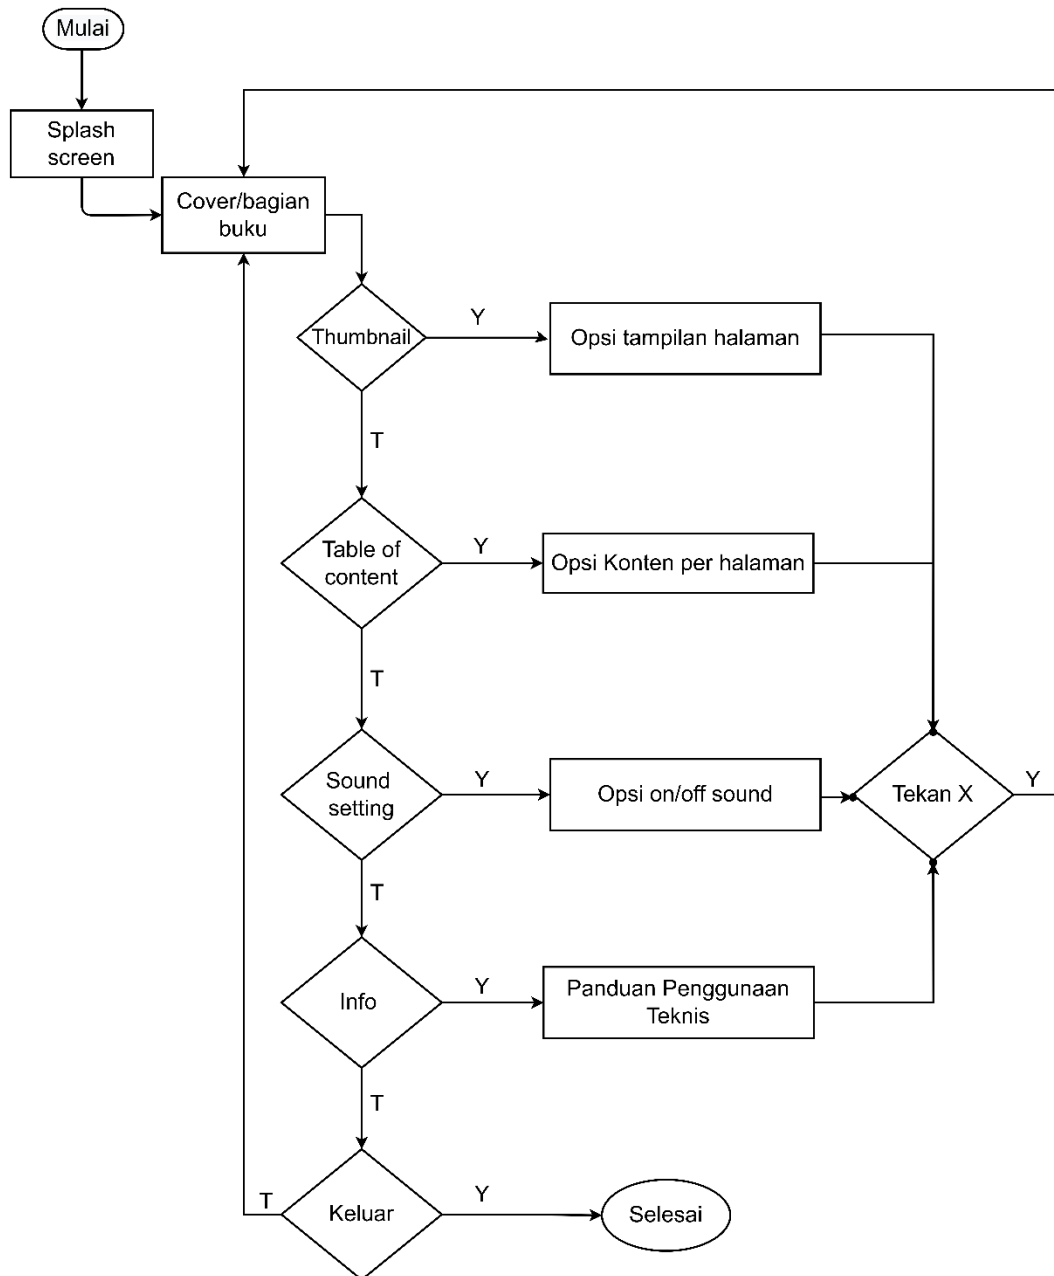 Mulai
Splash
screen
Cover/bagian
buku
Thumbnail
Y
Opsi tampilan halaman
T
Table of
content
Y
Opsi Konten per halaman
T
Sound
setting
Y
Opsi on/off sound
Tekan X
Y
T
Info
Y
Panduan Penggunaan
Teknis
T
Keluar
T
Y
Selesai